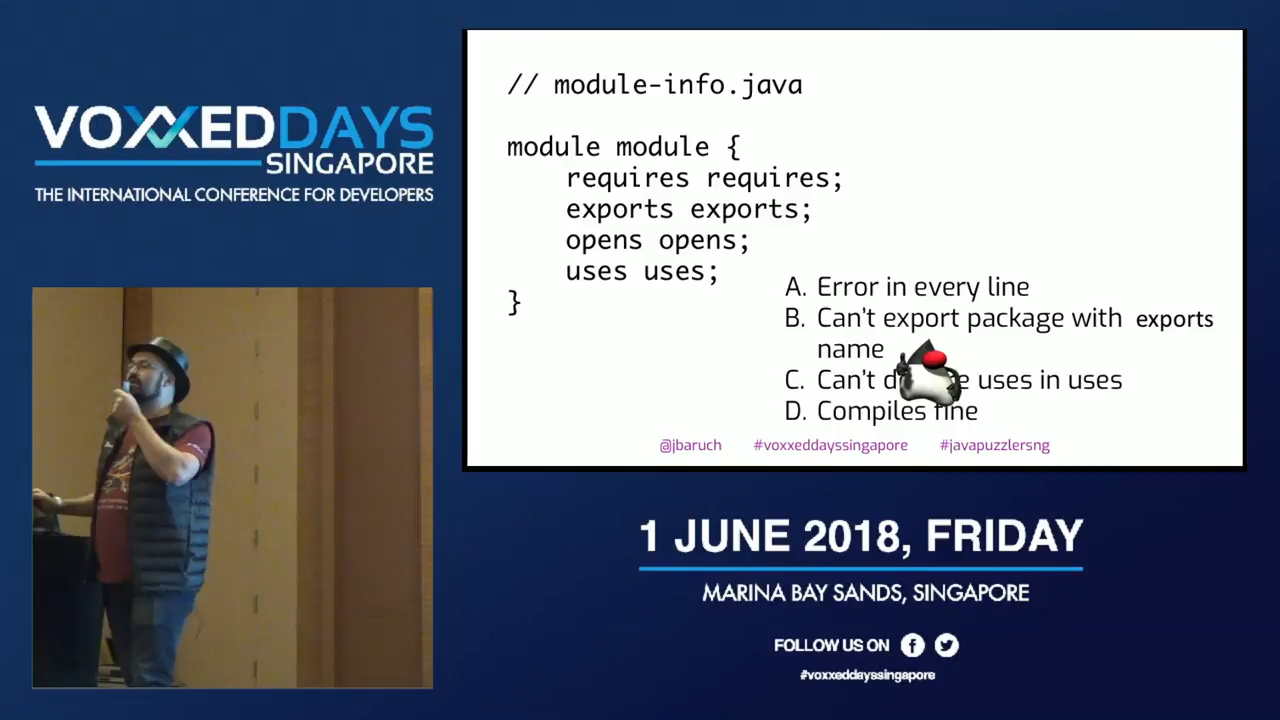 VOXXEDDAYS
SINGAPORE
THE INTERNATIONAL CONFERENCE FOR DEVELOPERS
// module-info.java
module module {
requires requires;
exports exports;
opens opens;
uses uses;
}
A. Error in every line
B. Can't export package with exports
name
C. Can't uses in uses
D. Compiles fine
@jbaruch #voxxeddayssingapore #javapuzzlersng
1 JUNE 2018, FRIDAY
MARINA BAY SANDS, SINGAPORE
FOLLOW US ON
#voxxeddayssingapore